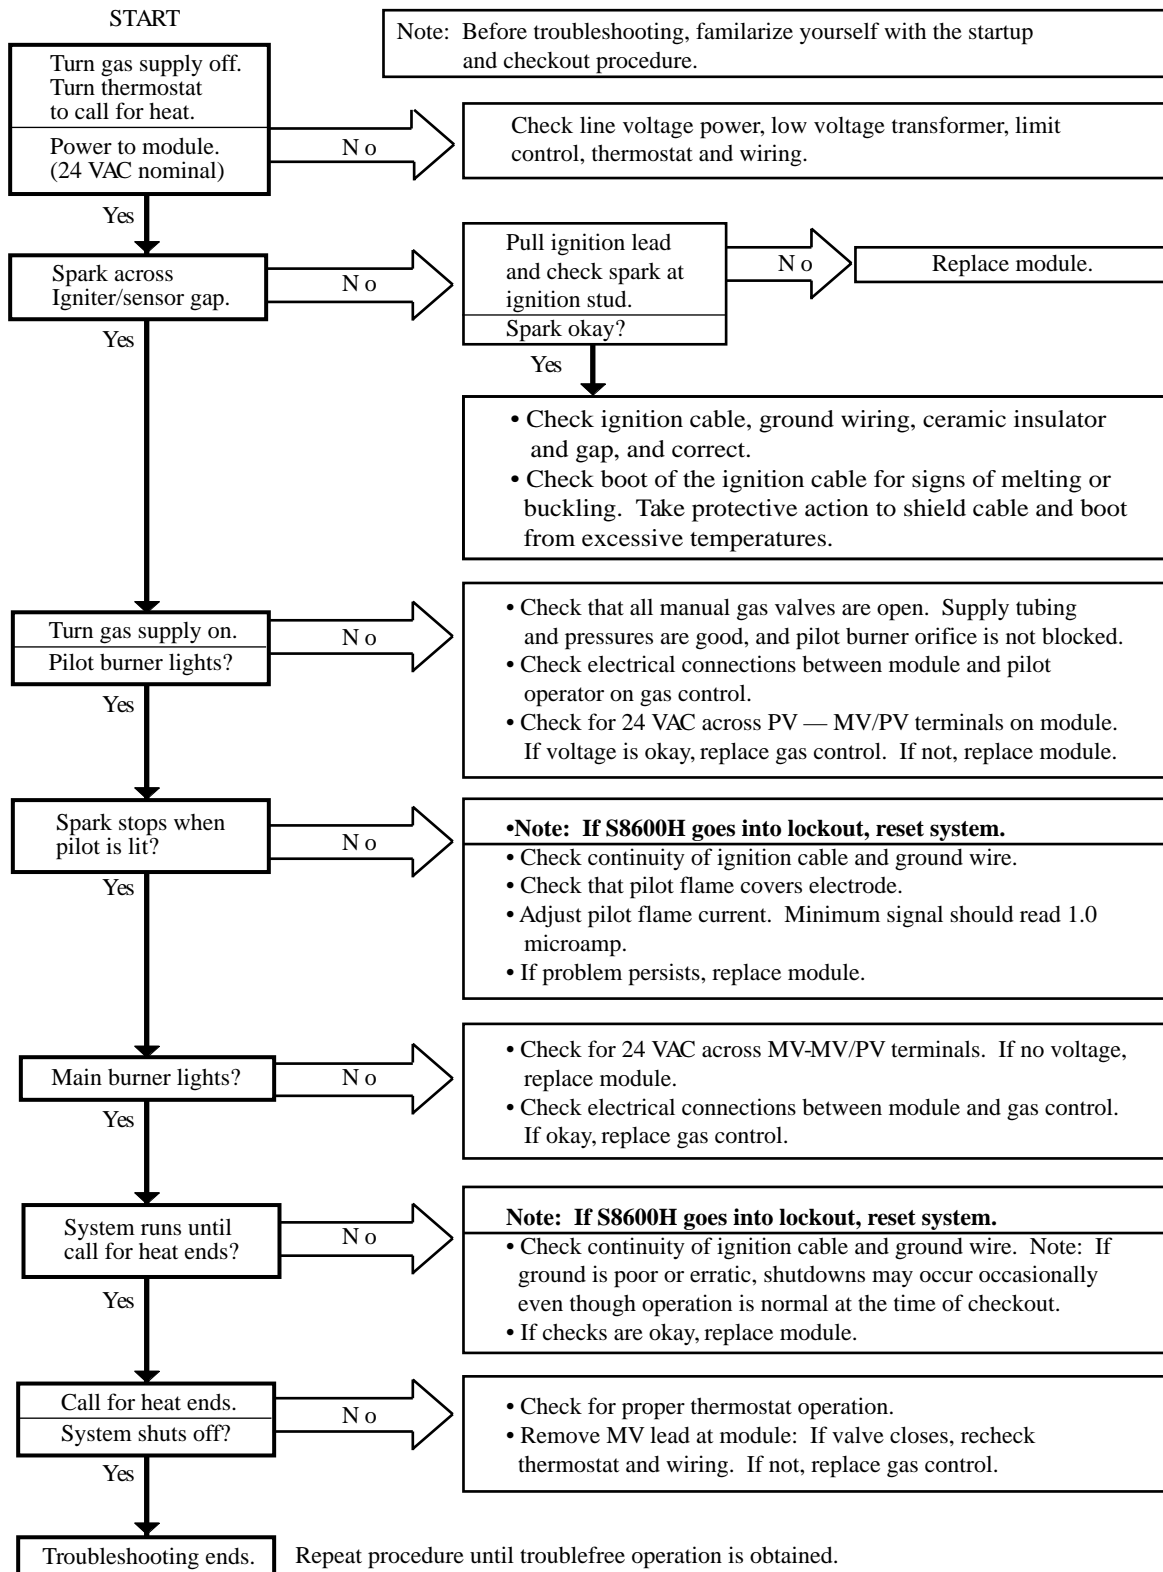 START
Note: Before troubleshooting, familarize yourself with the startup
and checkout procedure.
Turn gas supply off.
Turn thermostat
to call for heat.
Power to module.
(24 VAC nominal)
No
Check line voltage power, low voltage transformer, limit
control, thermostat and wiring.
Yes
Spark across
Igniter/sensor gap.
No
Pull ignition lead
and check spark at
ignition stud.
Spark okay?
No
Replace module.
Yes
Yes
• Check ignition cable, ground wiring, ceramic insulator
and gap, and correct.
• Check boot of the ignition cable for signs of melting or
buckling. Take protective action to shield cable and boot
from excessive temperatures.
Turn gas supply on.
Pilot burner lights?
No
• Check that all manual gas valves are open. Supply tubing
and pressures are good, and pilot burner orifice is not blocked.
• Check electrical connections between module and pilot
operator on gas control.
• Check for 24 VAC across PV — MV/PV terminals on module.
If voltage is okay, replace gas control. If not, replace module.
Yes
Spark stops when
pilot is lit?
No
•Note: If S8600H goes into lockout, reset system.
• Check continuity of ignition cable and ground wire.
• Check that pilot flame covers electrode.
• Adjust pilot flame current. Minimum signal should read 1.0
microamp.
• If problem persists, replace module.
Yes
Main burner lights?
No
• Check for 24 VAC across MV-MV/PV terminals. If no voltage,
replace module.
• Check electrical connections between module and gas control.
If okay, replace gas control.
Yes
System runs until
call for heat ends?
No
Note: If S8600H goes into lockout, reset system.
• Check continuity of ignition cable and ground wire. Note: If
ground is poor or erratic, shutdowns may occur occasionally
even though operation is normal at the time of checkout.
• If checks are okay, replace module.
Yes
Call for heat ends.
System shuts off?
No
• Check for proper thermostat operation.
• Remove MV lead at module: If valve closes, recheck
thermostat and wiring. If not, replace gas control.
Yes
Troubleshooting ends.
Repeat procedure until troublefree operation is obtained.